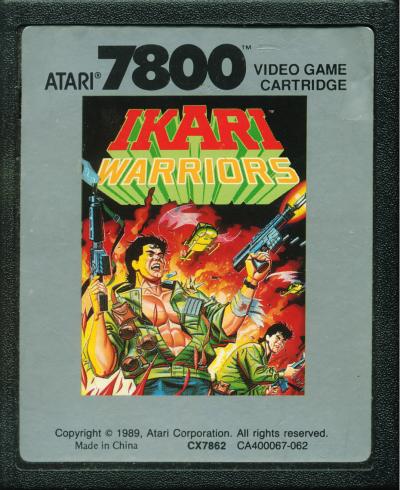 ATARI® 7800™ VIDEO GAME
CARTRIDGE
IKARI™
WARRIORS
Copyright © 1989, Atari Corporation. All rights reserved.
Made in China CX7862 CA400067-062